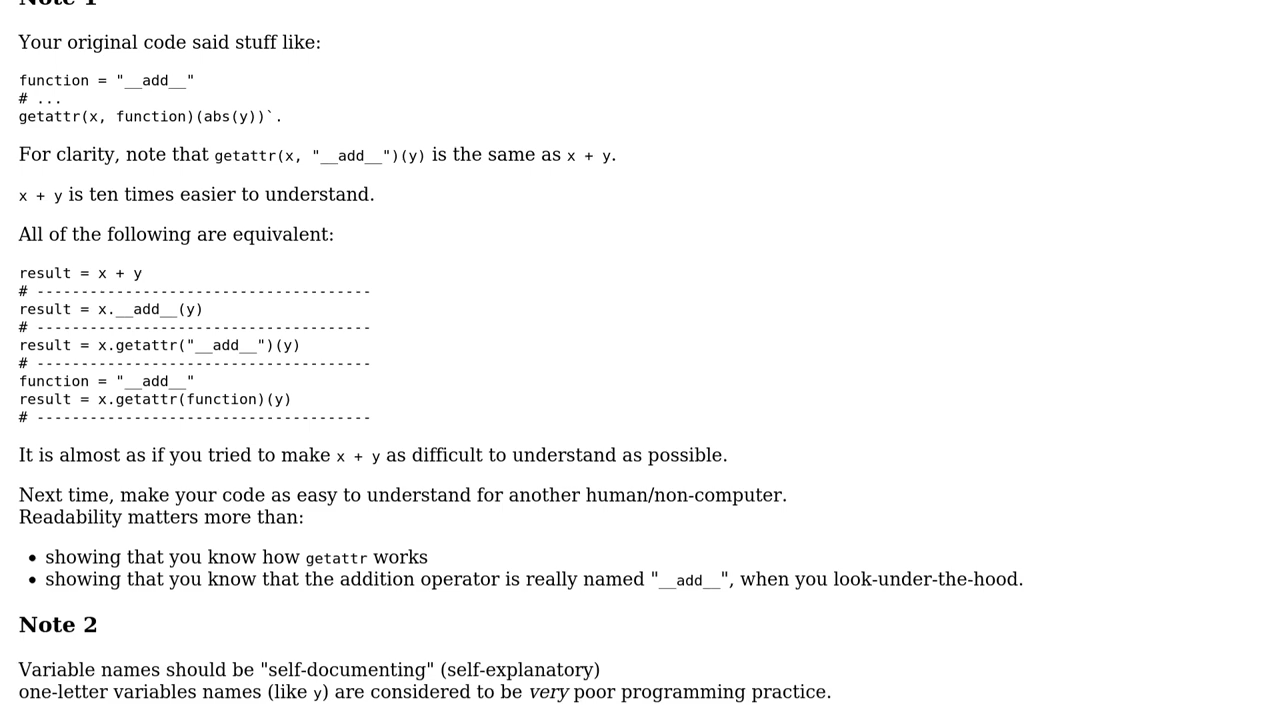 Note 1
Your original code said stuff like:
function = "__add__"
# ...
getattr(x, function)(abs(y))`.
For clarity, note that getattr(x, "__add__")(y) is the same as x + y.
x + y is ten times easier to understand.
All of the following are equivalent:
result = x + y
# -------------------------------------
result = x.__add__(y)
# -------------------------------------
result = x.getattr("__add__")(y)
# -------------------------------------
function = "__add__"
result = x.getattr(function)(y)
# -------------------------------------
It is almost as if you tried to make x + y as difficult to understand as possible.
Next time, make your code as easy to understand for another human/non-computer.
Readability matters more than:
• showing that you know how getattr works
• showing that you know that the addition operator is really named "__add__", when you look-under-the-hood.
Note 2
Variable names should be "self-documenting" (self-explanatory)
one-letter variables names (like y) are considered to be very poor programming practice.